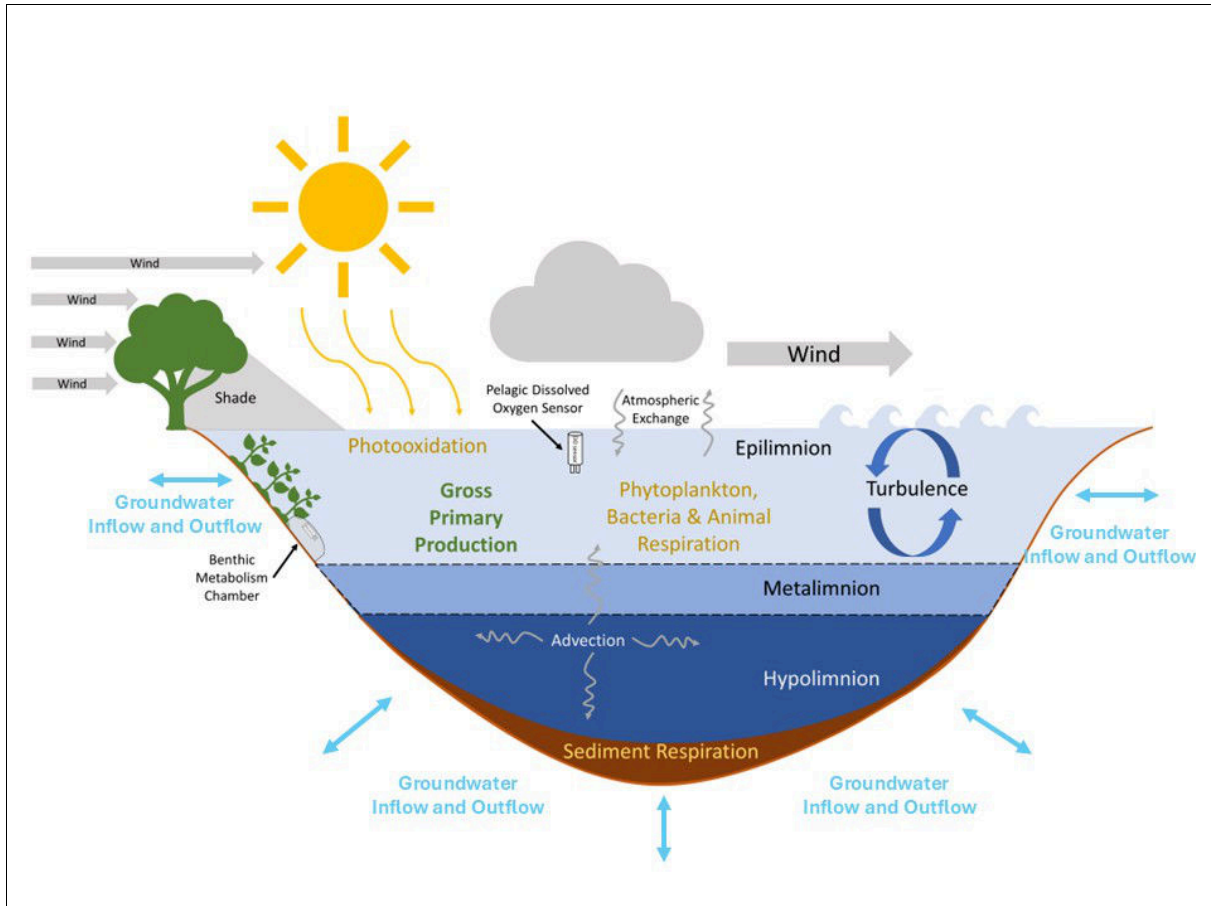 Wind
Wind
Wind
Wind
Shade
Wind
Pelagic Dissolved
Oxygen Sensor
Atmospheric
Exchange
Photooxidation
Epilimnion
DO sensor
Gross
Primary
Production
Phytoplankton,
Bacteria & Animal
Respiration
Turbulence
Groundwater
Inflow and Outflow
Groundwater
Inflow and Outflow
Benthic
Metabolism
Chamber
Metalimnion
Advection
Hypolimnion
Sediment Respiration
Groundwater
Inflow and Outflow
Groundwater
Inflow and Outflow